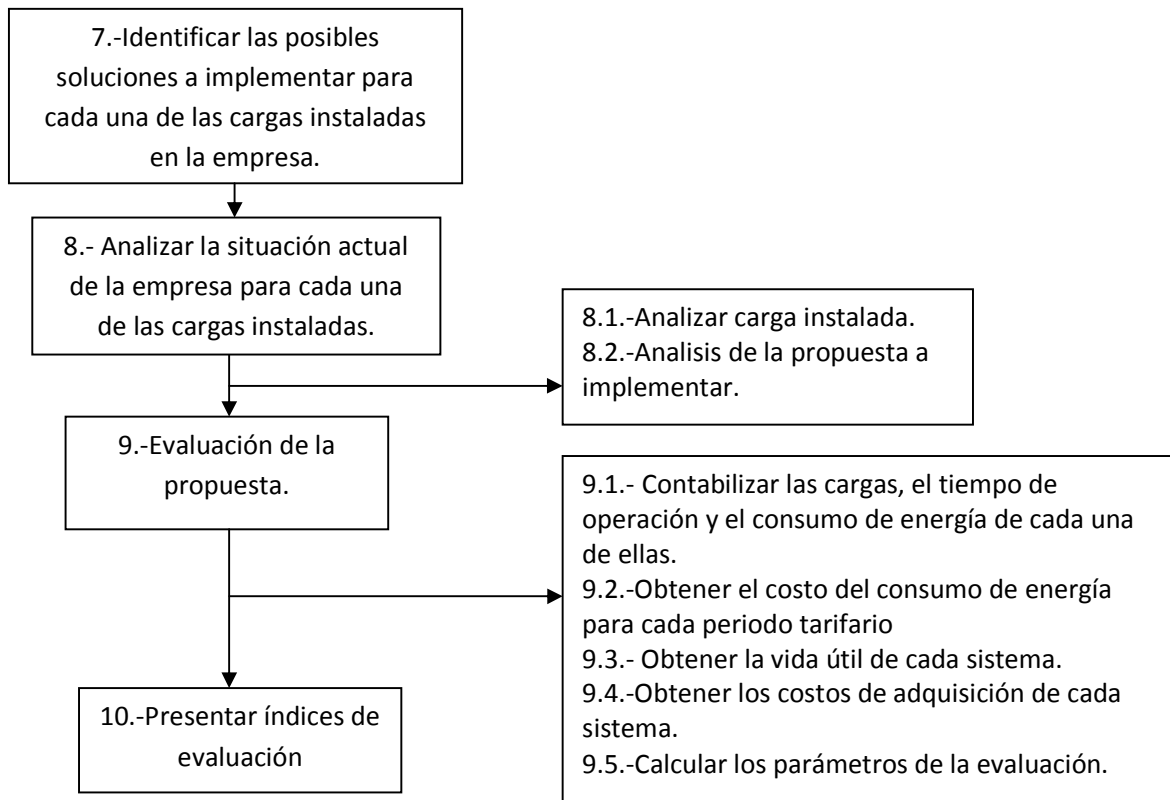 7.-Identificar las posibles
soluciones a implementar para
cada una de las cargas instaladas
en la empresa.
8.- Analizar la situación actual
de la empresa para cada una
de las cargas instaladas.
8.1.-Analizar carga instalada.
8.2.-Analisis de la propuesta a
implementar.
9.-Evaluación de la
propuesta.
9.1.- Contabilizar las cargas, el tiempo de
operación y el consumo de energía de cada una
de ellas.
9.2.-Obtener el costo del consumo de energía
para cada periodo tarifario
9.3.- Obtener la vida útil de cada sistema.
9.4.-Obtener los costos de adquisición de cada
sistema.
9.5.-Calcular los parámetros de la evaluación.
10.-Presentar índices de
evaluación